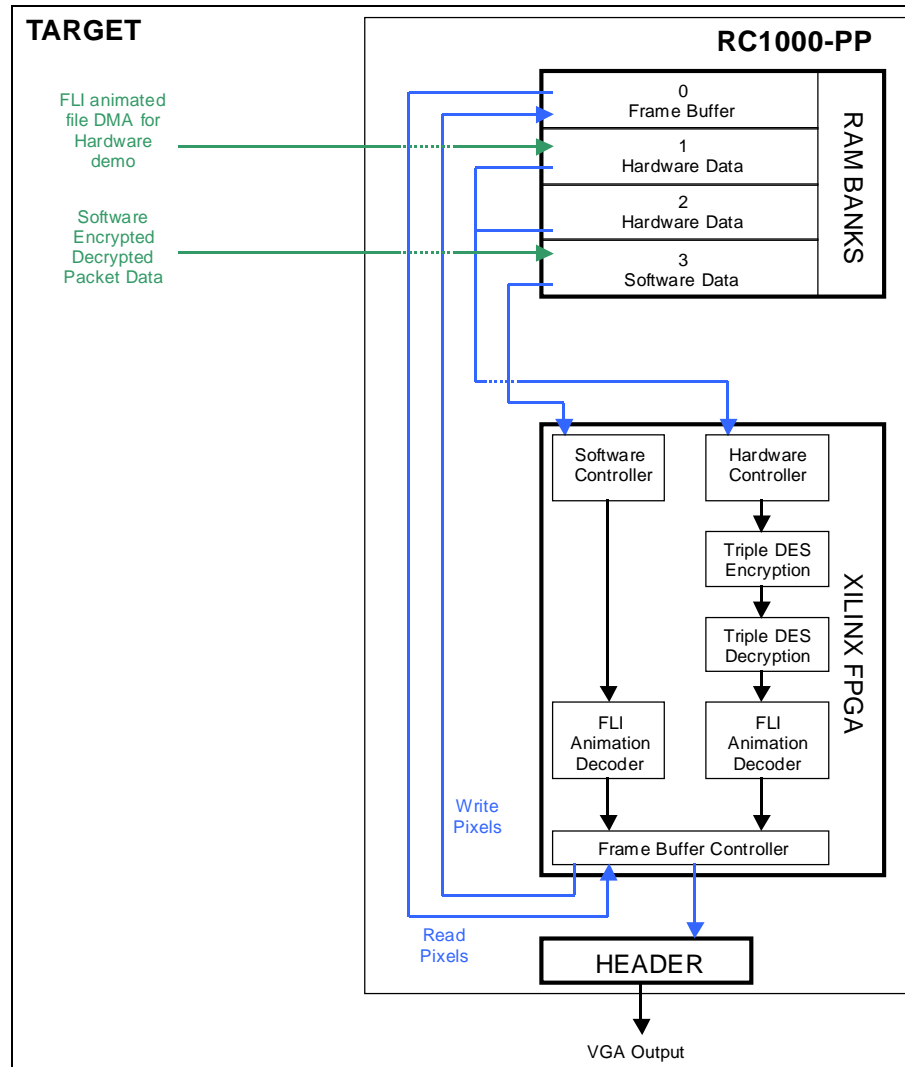 TARGET
RC1000-PP
FLI animated
file DMA for
Hardware
demo
Software
Encrypted
Decrypted
Packet Data
0
Frame Buffer
1
Hardware Data
2
Hardware Data
3
Software Data
RAM BANKS
Software
Controller
Hardware
Controller
Triple DES
Encryption
Triple DES
Decryption
FLI
Animation
Decoder
FLI
Animation
Decoder
XILINX FPGA
Frame Buffer Controller
Write
Pixels
Read
Pixels
HEADER
VGA Output